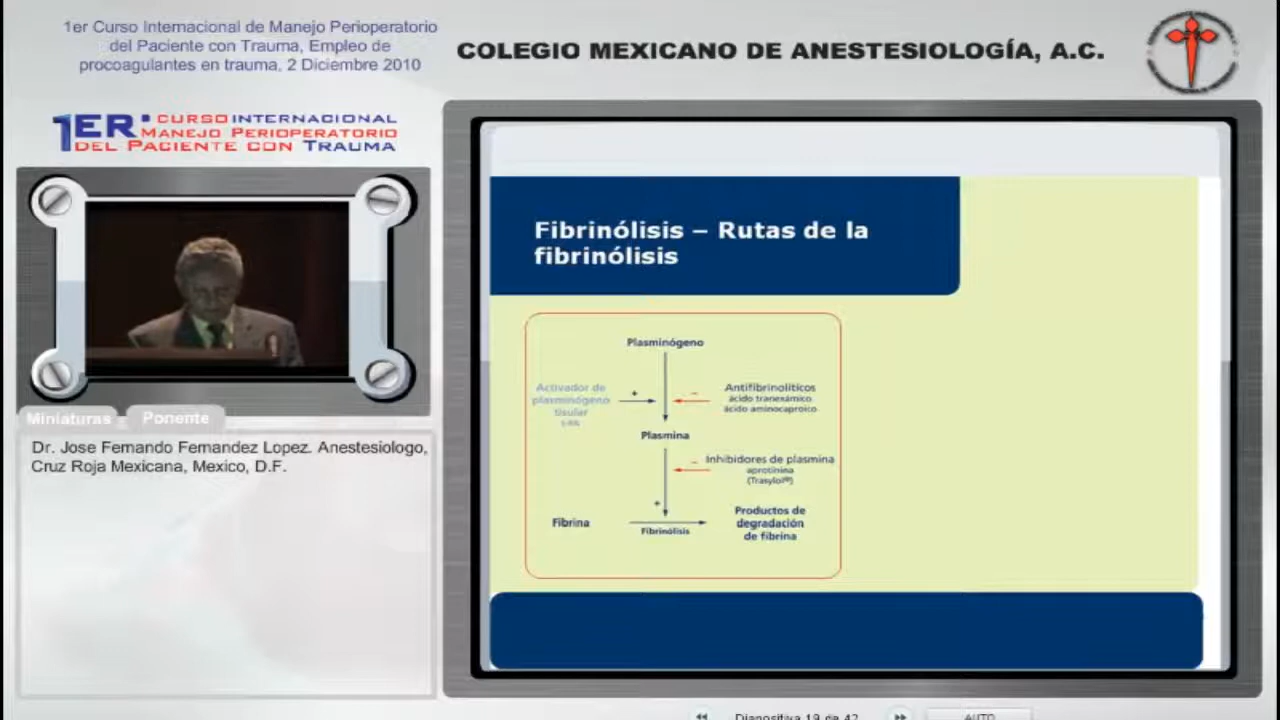 1er Curso Internacional de Manejo Perioperatorio
del Paciente con Trauma, Empleo de
procoagulantes en trauma, 2 Diciembre 2010
COLEGIO MEXICANO DE ANESTESIOLOGÍA, A.C.
1ER. CURSO INTERNACIONAL
MANEJO PERIOPERATORIO
DEL PACIENTE CON TRAUMA
Miniaturas
Ponente
Dr. Jose Fernando Fernandez Lopez. Anestesiologo,
Cruz Roja Mexicana, Mexico, D.F.
Fibrinólisis – Rutas de la
fibrinólisis
Plasminógeno
Activador de
plasminógeno
tisular
+
–
Antifibrinolíticos
ácido tranexámico
ácido aminocaproico
Plasmina
–
Inhibidores de plasmina
aprotinina
(Trasylol®)
+
Fibrina
Fibrinólisis
Productos de
degradación
de fibrina
Diapositiva 19 de 42
AUTO